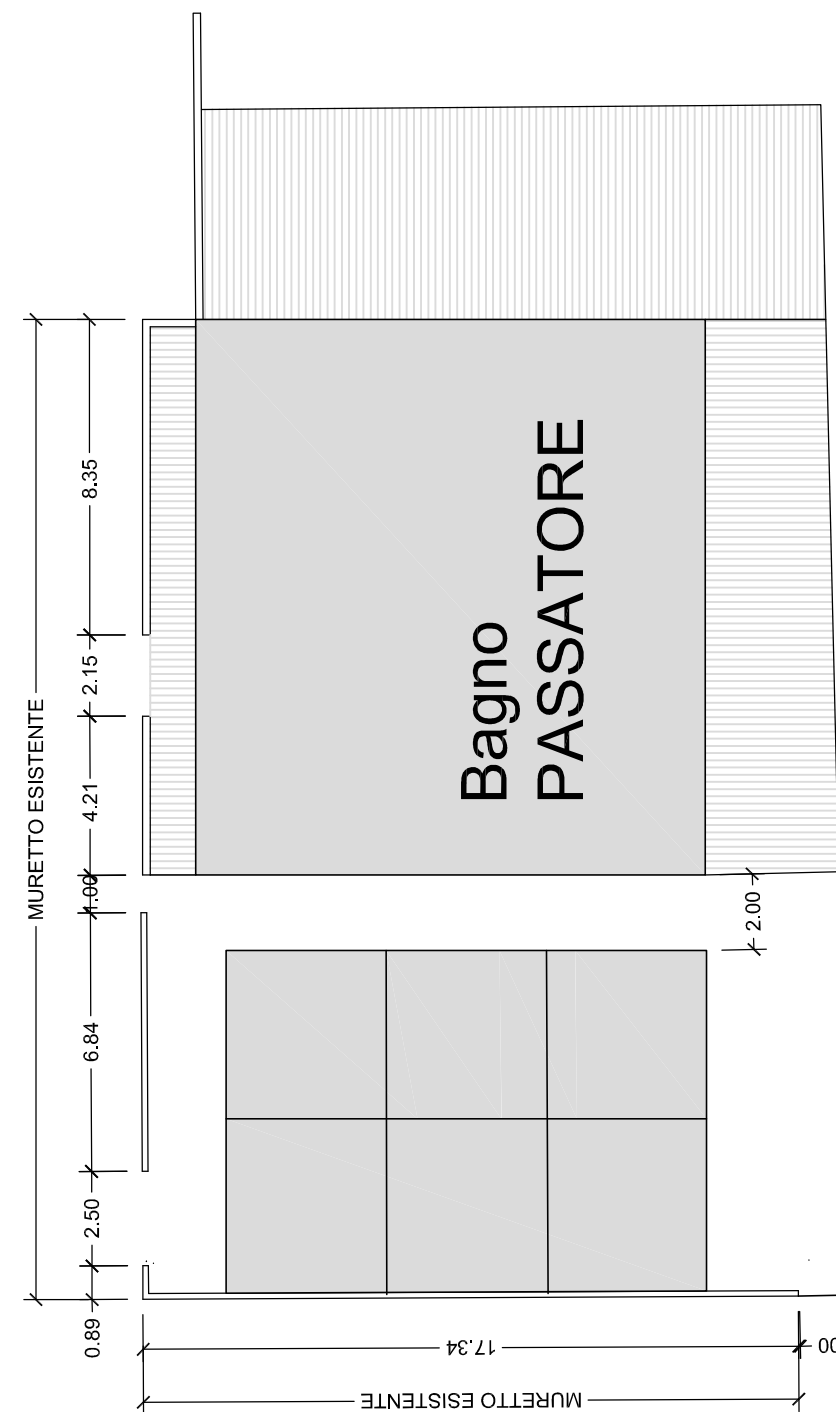 8.35
2.15
MURETTO ESISTENTE
4.21
1.00
Bagno
PASSATORE
2.00
6.84
2.50
0.89
17.34
MURETTO ESISTENTE